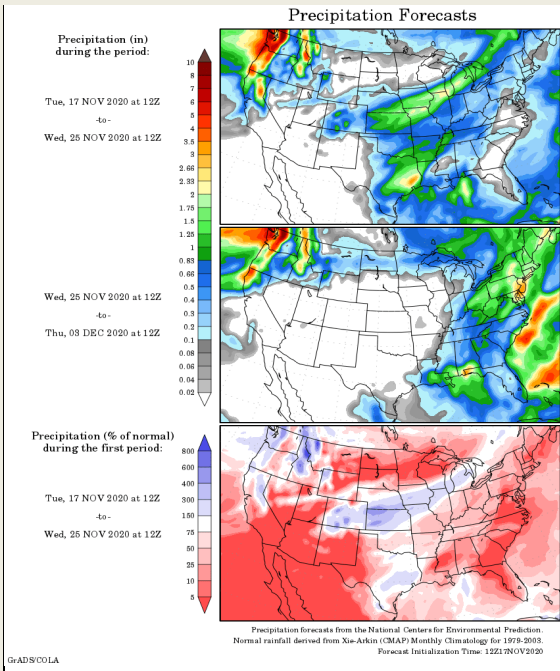 Precipitation Forecasts
Precipitation (in)
during the period:
Tue, 17 NOV 2020 at 12Z
-to-
Wed, 25 NOV 2020 at 12Z
10
8
7
6
5
4
3.5
3
2.66
2.33
2
1.75
1.5
1.25
1
0.83
0.66
0.5
0.4
0.3
0.2
0.1
0.08
0.06
0.04
0.02
Wed, 25 NOV 2020 at 12Z
-to-
Thu, 03 DEC 2020 at 12Z
Precipitation (% of normal)
during the first period:
Tue, 17 NOV 2020 at 12Z
-to-
Wed, 25 NOV 2020 at 12Z
800
600
400
300
150
75
50
25
10
5
Precipitation forecasts from the National Centers for Environmental Prediction.
Normal rainfall derived from Xie-Arkin (CMAP) Monthly Climatology for 1979-2003.
Forecast Initialization Time: 12Z17NOV2020
GrADS/COLA